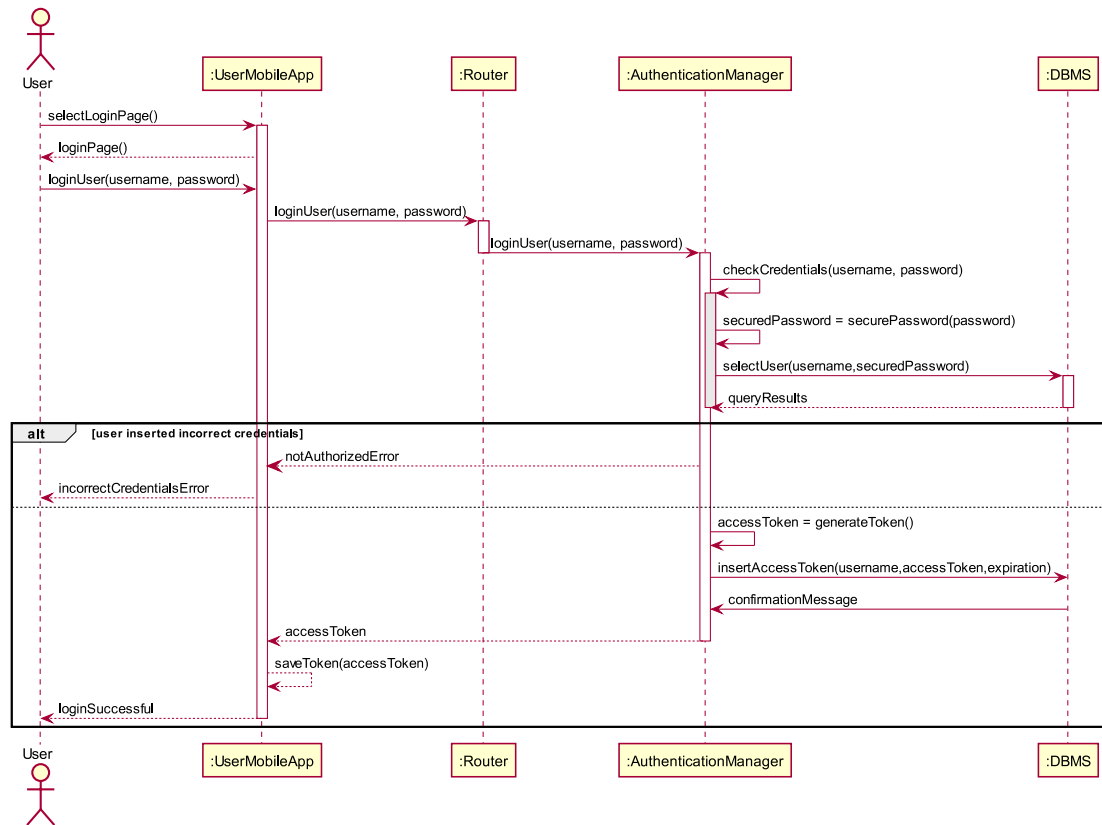 User
:UserMobileApp
:Router
:AuthenticationManager
:DBMS
selectLoginPage()
loginPage()
loginUser(username, password)
loginUser(username, password)
loginUser(username, password)
checkCredentials(username, password)
securedPassword = securePassword(password)
selectUser(username,securedPassword)
queryResults
alt
[user inserted incorrect credentials]
notAuthorizedError
incorrectCredentialsError
accessToken = generateToken()
insertAccessToken(username,accessToken,expiration)
confirmationMessage
accessToken
saveToken(accessToken)
loginSuccessful
User
:UserMobileApp
:Router
:AuthenticationManager
:DBMS